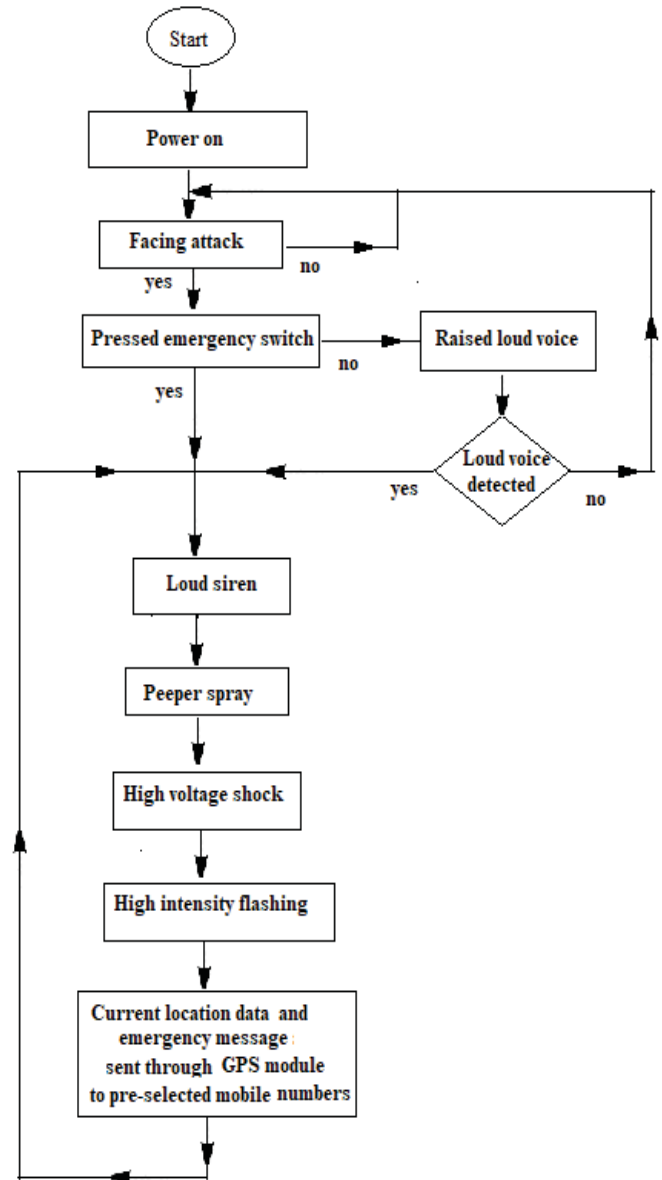 Start
Power on
Facing attack
no
yes
Pressed emergency switch
no
Raised loud voice
yes
Loud voice
detected
yes
no
Loud siren
Peeper spray
High voltage shock
High intensity flashing
Current location data and
emergency message
sent through GPS module
to pre-selected mobile numbers